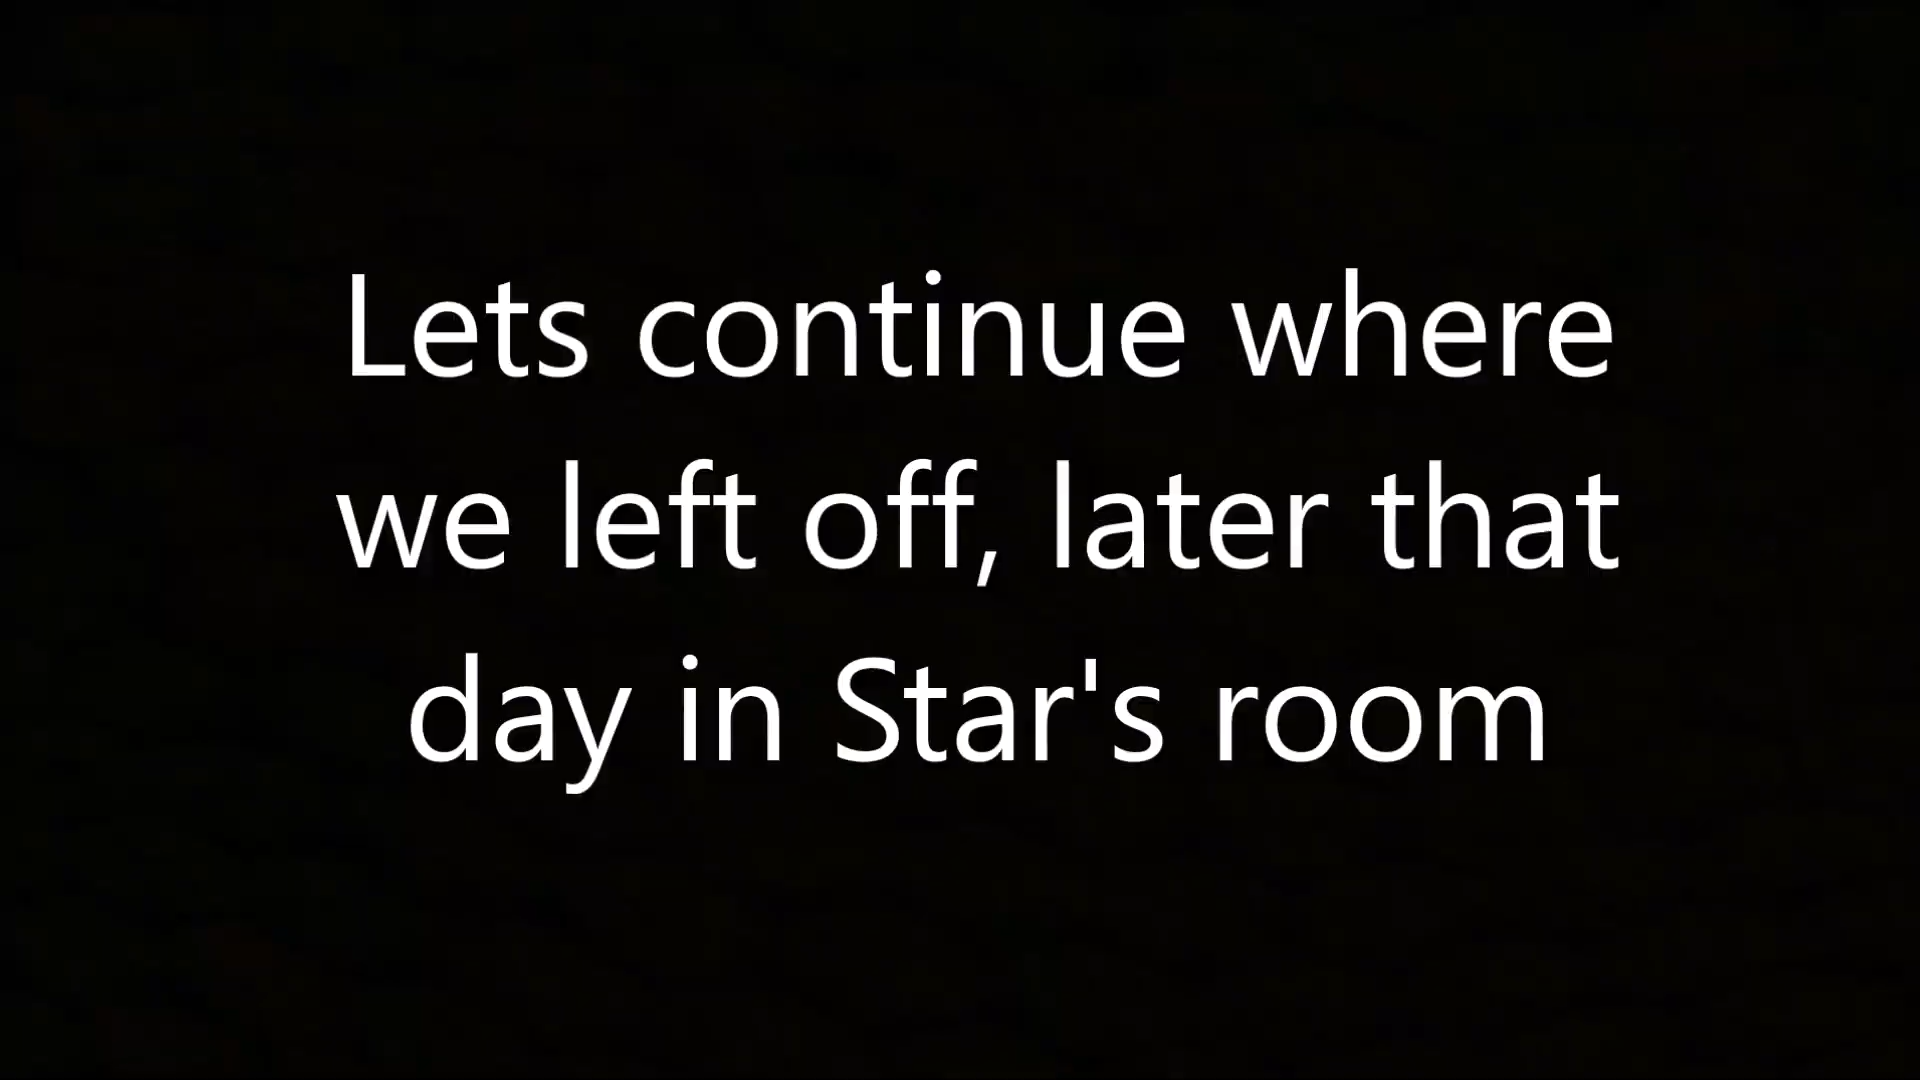 Lets continue where
we left off, later that
day in Star's room